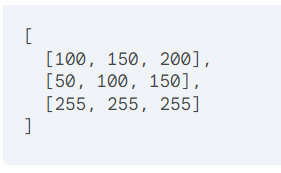 [
  [100, 150, 200],
  [50, 100, 150],
  [255, 255, 255]
]